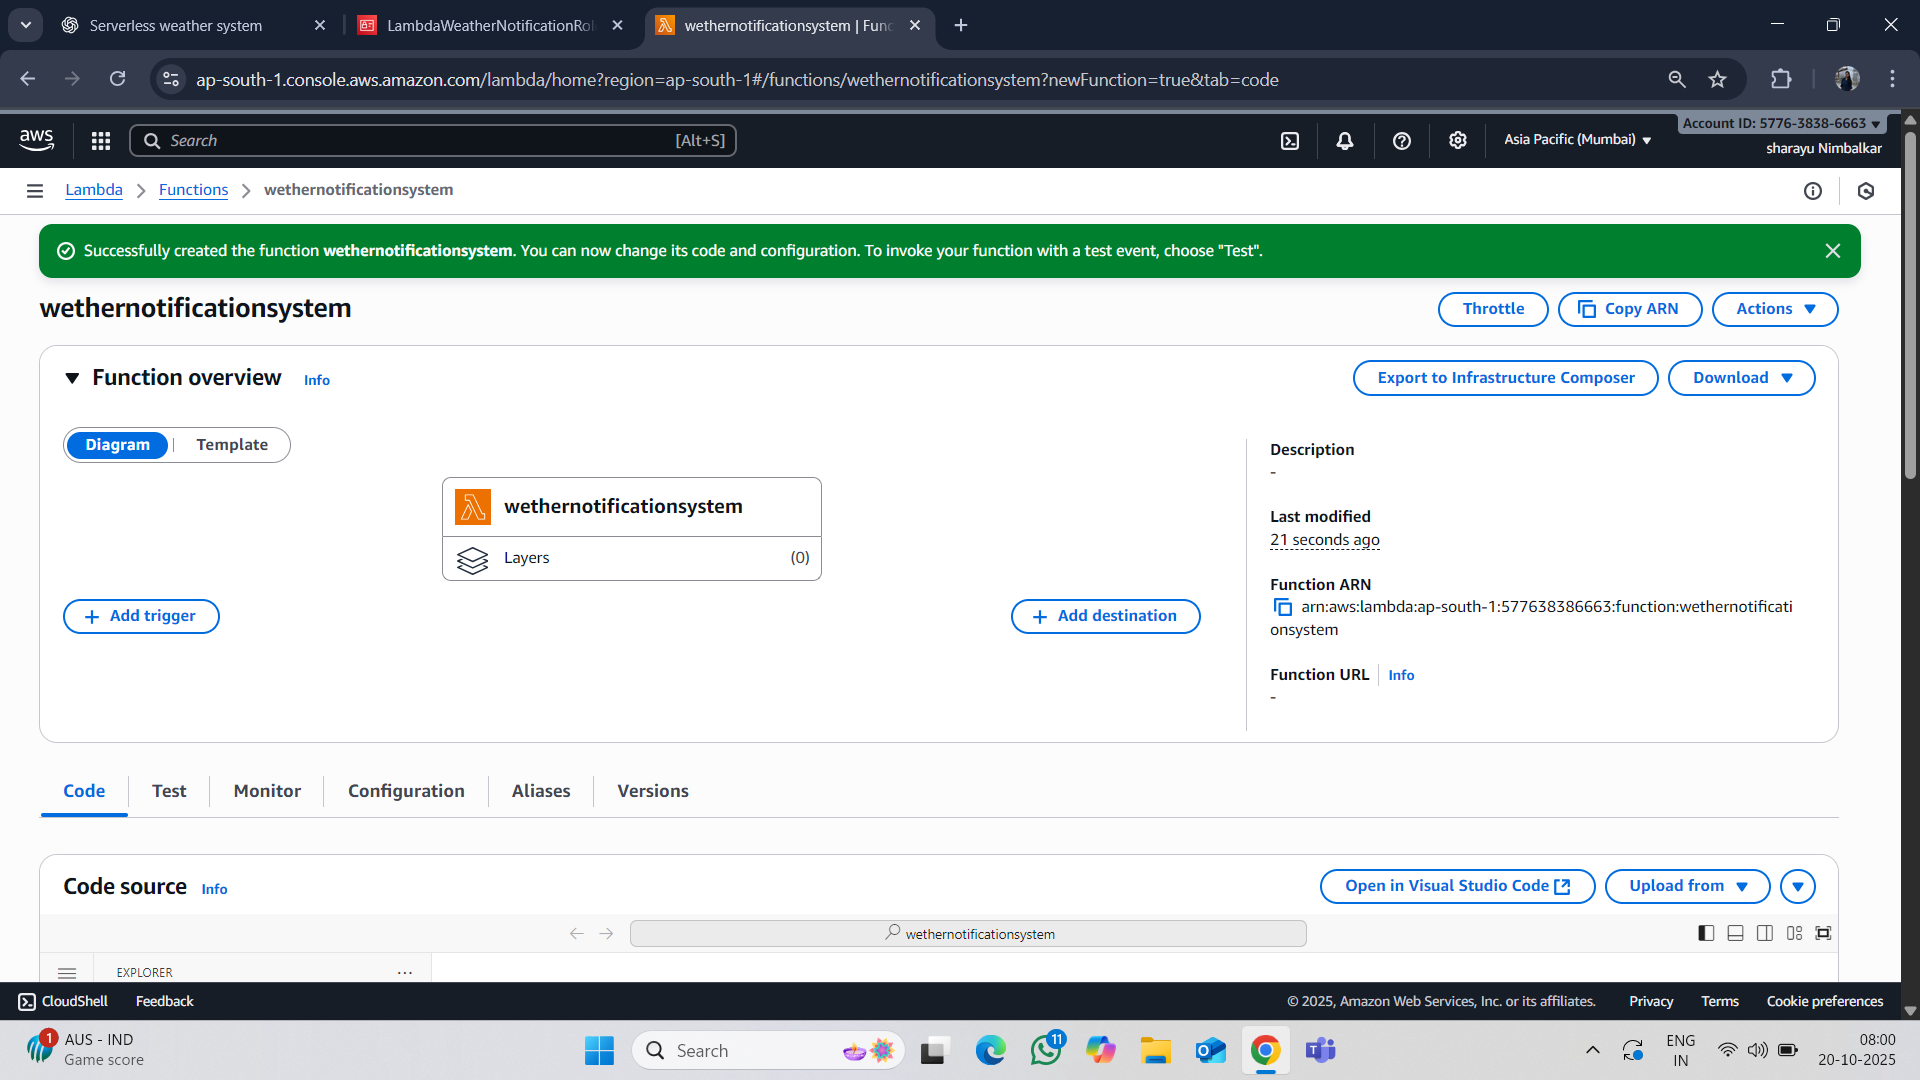 Serverless weather system
LambdaWeatherNotificationRol
wethernotificationsystem | Func
ap-south-1.console.aws.amazon.com/lambda/home?region=ap-south-1#/functions/wethernotificationsystem?newFunction=true&tab=code
aws
Search
[Alt+S]
Asia Pacific (Mumbai)
Account ID: 5776-3838-6663
sharayu Nimbalkar
Lambda
Functions
wethernotificationsystem
Successfully created the function wethernotificationsystem. You can now change its code and configuration. To invoke your function with a test event, choose "Test".
wethernotificationsystem
Throttle
Copy ARN
Actions
Function overview
Info
Export to Infrastructure Composer
Download
Diagram
Template
wethernotificationsystem
Layers
(0)
Add trigger
Add destination
Description
-
Last modified
21 seconds ago
Function ARN
arn:aws:lambda:ap-south-1:577638386663:function:wethernotificati
onsystem
Function URL
Info
-
Code
Test
Monitor
Configuration
Aliases
Versions
Code source
Info
Open in Visual Studio Code
Upload from
wethernotificationsystem
EXPLORER
CloudShell
Feedback
© 2025, Amazon Web Services, Inc. or its affiliates.
Privacy
Terms
Cookie preferences
1
AUS - IND
Game score
Search
11
ENG
IN
08:00
20-10-2025